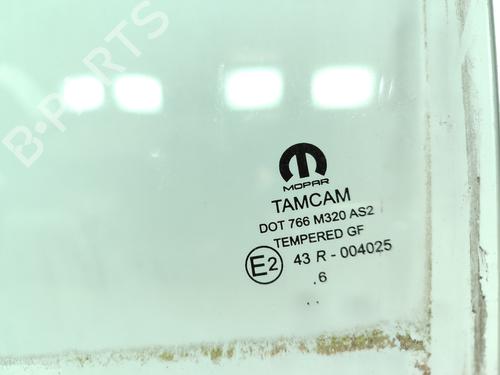 B-PARTS
MOPAR
TAMCAM
DOT 766 M320 AS2
TEMPERED GF
E2 43 R - 004025
.6
..